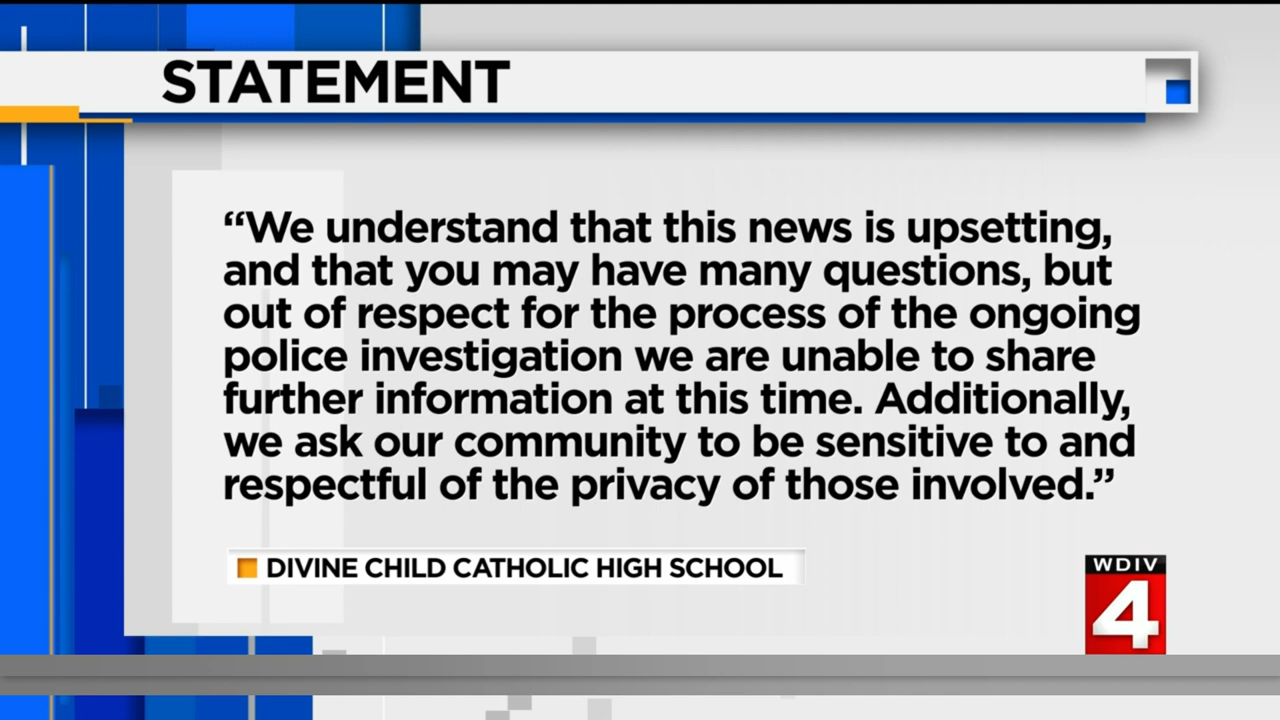 STATEMENT
“We understand that this news is upsetting,
and that you may have many questions, but
out of respect for the process of the ongoing
police investigation we are unable to share
further information at this time. Additionally,
we ask our community to be sensitive to and
respectful of the privacy of those involved.”
DIVINE CHILD CATHOLIC HIGH SCHOOL
WDIV
4